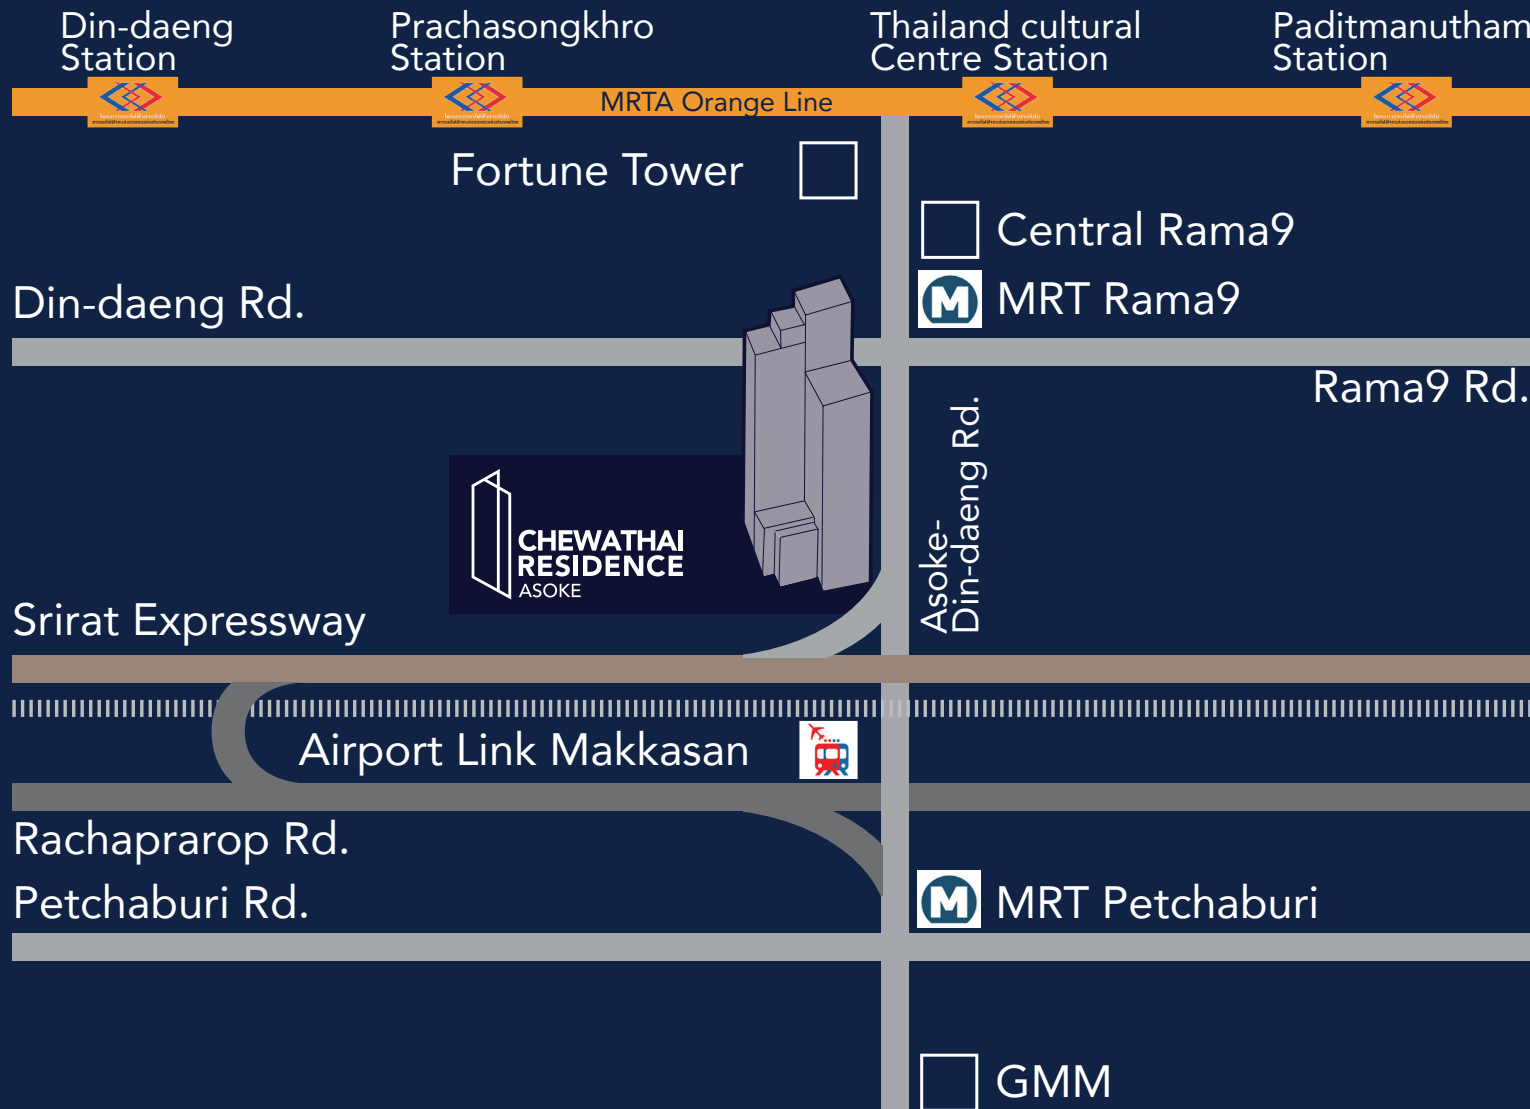 Din-daeng
Station
Prachasongkhro
Station
Thailand cultural
Centre Station
Paditmanutham
Station
MRTA Orange Line
Fortune Tower
Central Rama9
Din-daeng Rd.
MRT Rama9
Rama9 Rd.
Asoke-
Din-daeng Rd.
CHEWATHAI
RESIDENCE
ASOKE
Srirat Expressway
Airport Link Makkasan
Rachaprarop Rd.
Petchaburi Rd.
MRT Petchaburi
GMM